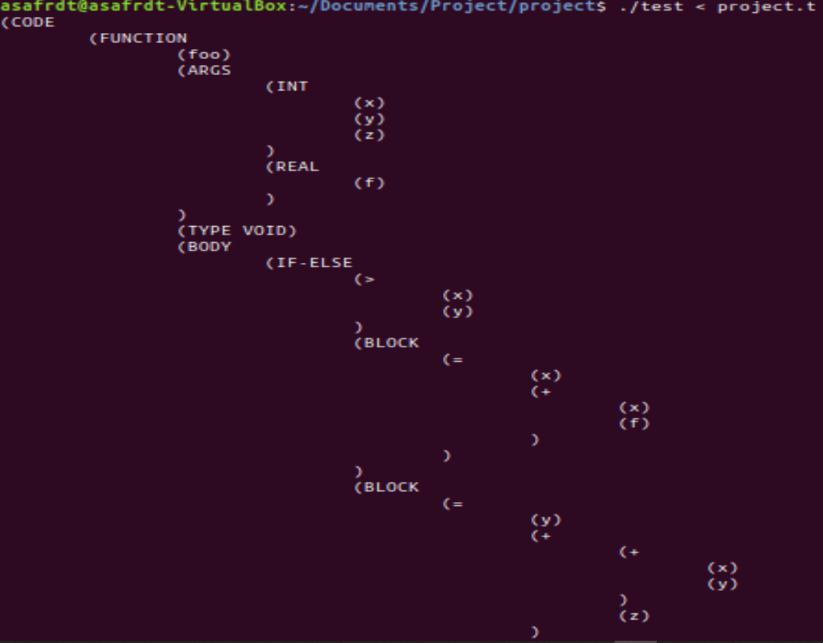 asafrdt@asafrdt-VirtualBox:~/Documents/Project/project$ ./test < project.t
(CODE
(FUNCTION
(foo)
(ARGS
(INT
(x)
(y)
(z)
)
(REAL
(f)
)
)
(TYPE VOID)
(BODY
(IF-ELSE
(>
(x)
(y)
)
(BLOCK
(=
(x)
(+
(x)
(f)
)
)
)
(BLOCK
(=
(y)
(+
(+
(x)
(y)
)
(z)
)